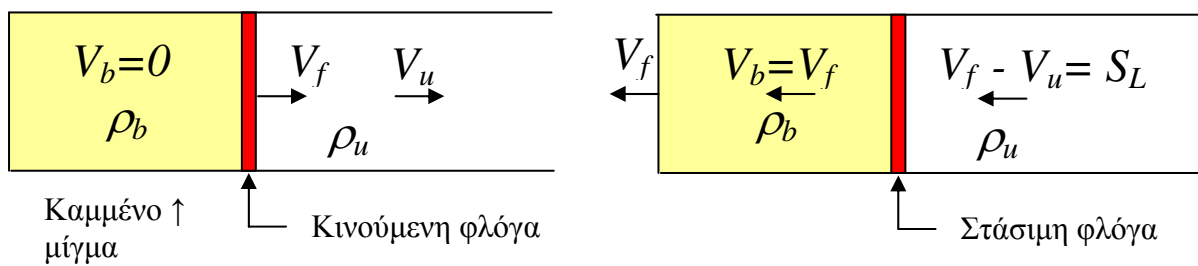 V_b=0
V_f
V_u
ρ_b
ρ_u
Καμμένο ↑
μίγμα
Κινούμενη φλόγα
V_f
V_b=V_f
V_f - V_u= S_L
ρ_b
ρ_u
Στάσιμη φλόγα